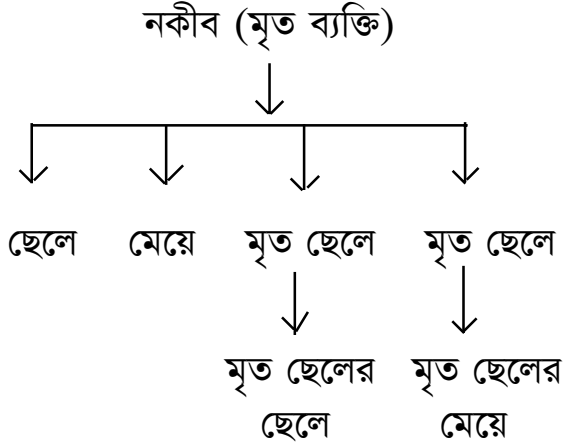 নকীব (মৃত ব্যক্তি)
ছেলে মেয়ে মৃত ছেলে মৃত ছেলে
মৃত ছেলের মৃত ছেলের
ছেলে মেয়ে